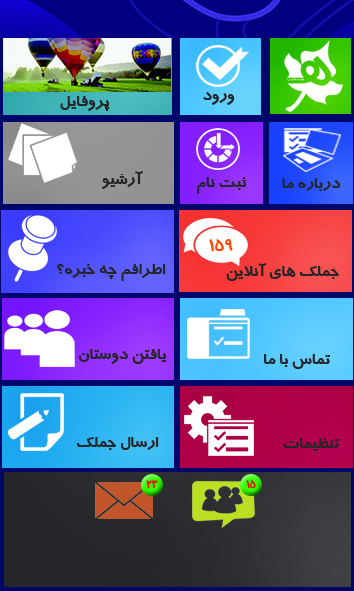 پروفایل
ورود
آرشیو
ثبت نام
درباره ما
اطرافم چه خبره؟
۱۵۹
جملک های آنلاین
یافتن دوستان
تماس با ما
ارسال جملک
تنظیمات
۲۴
۱۵